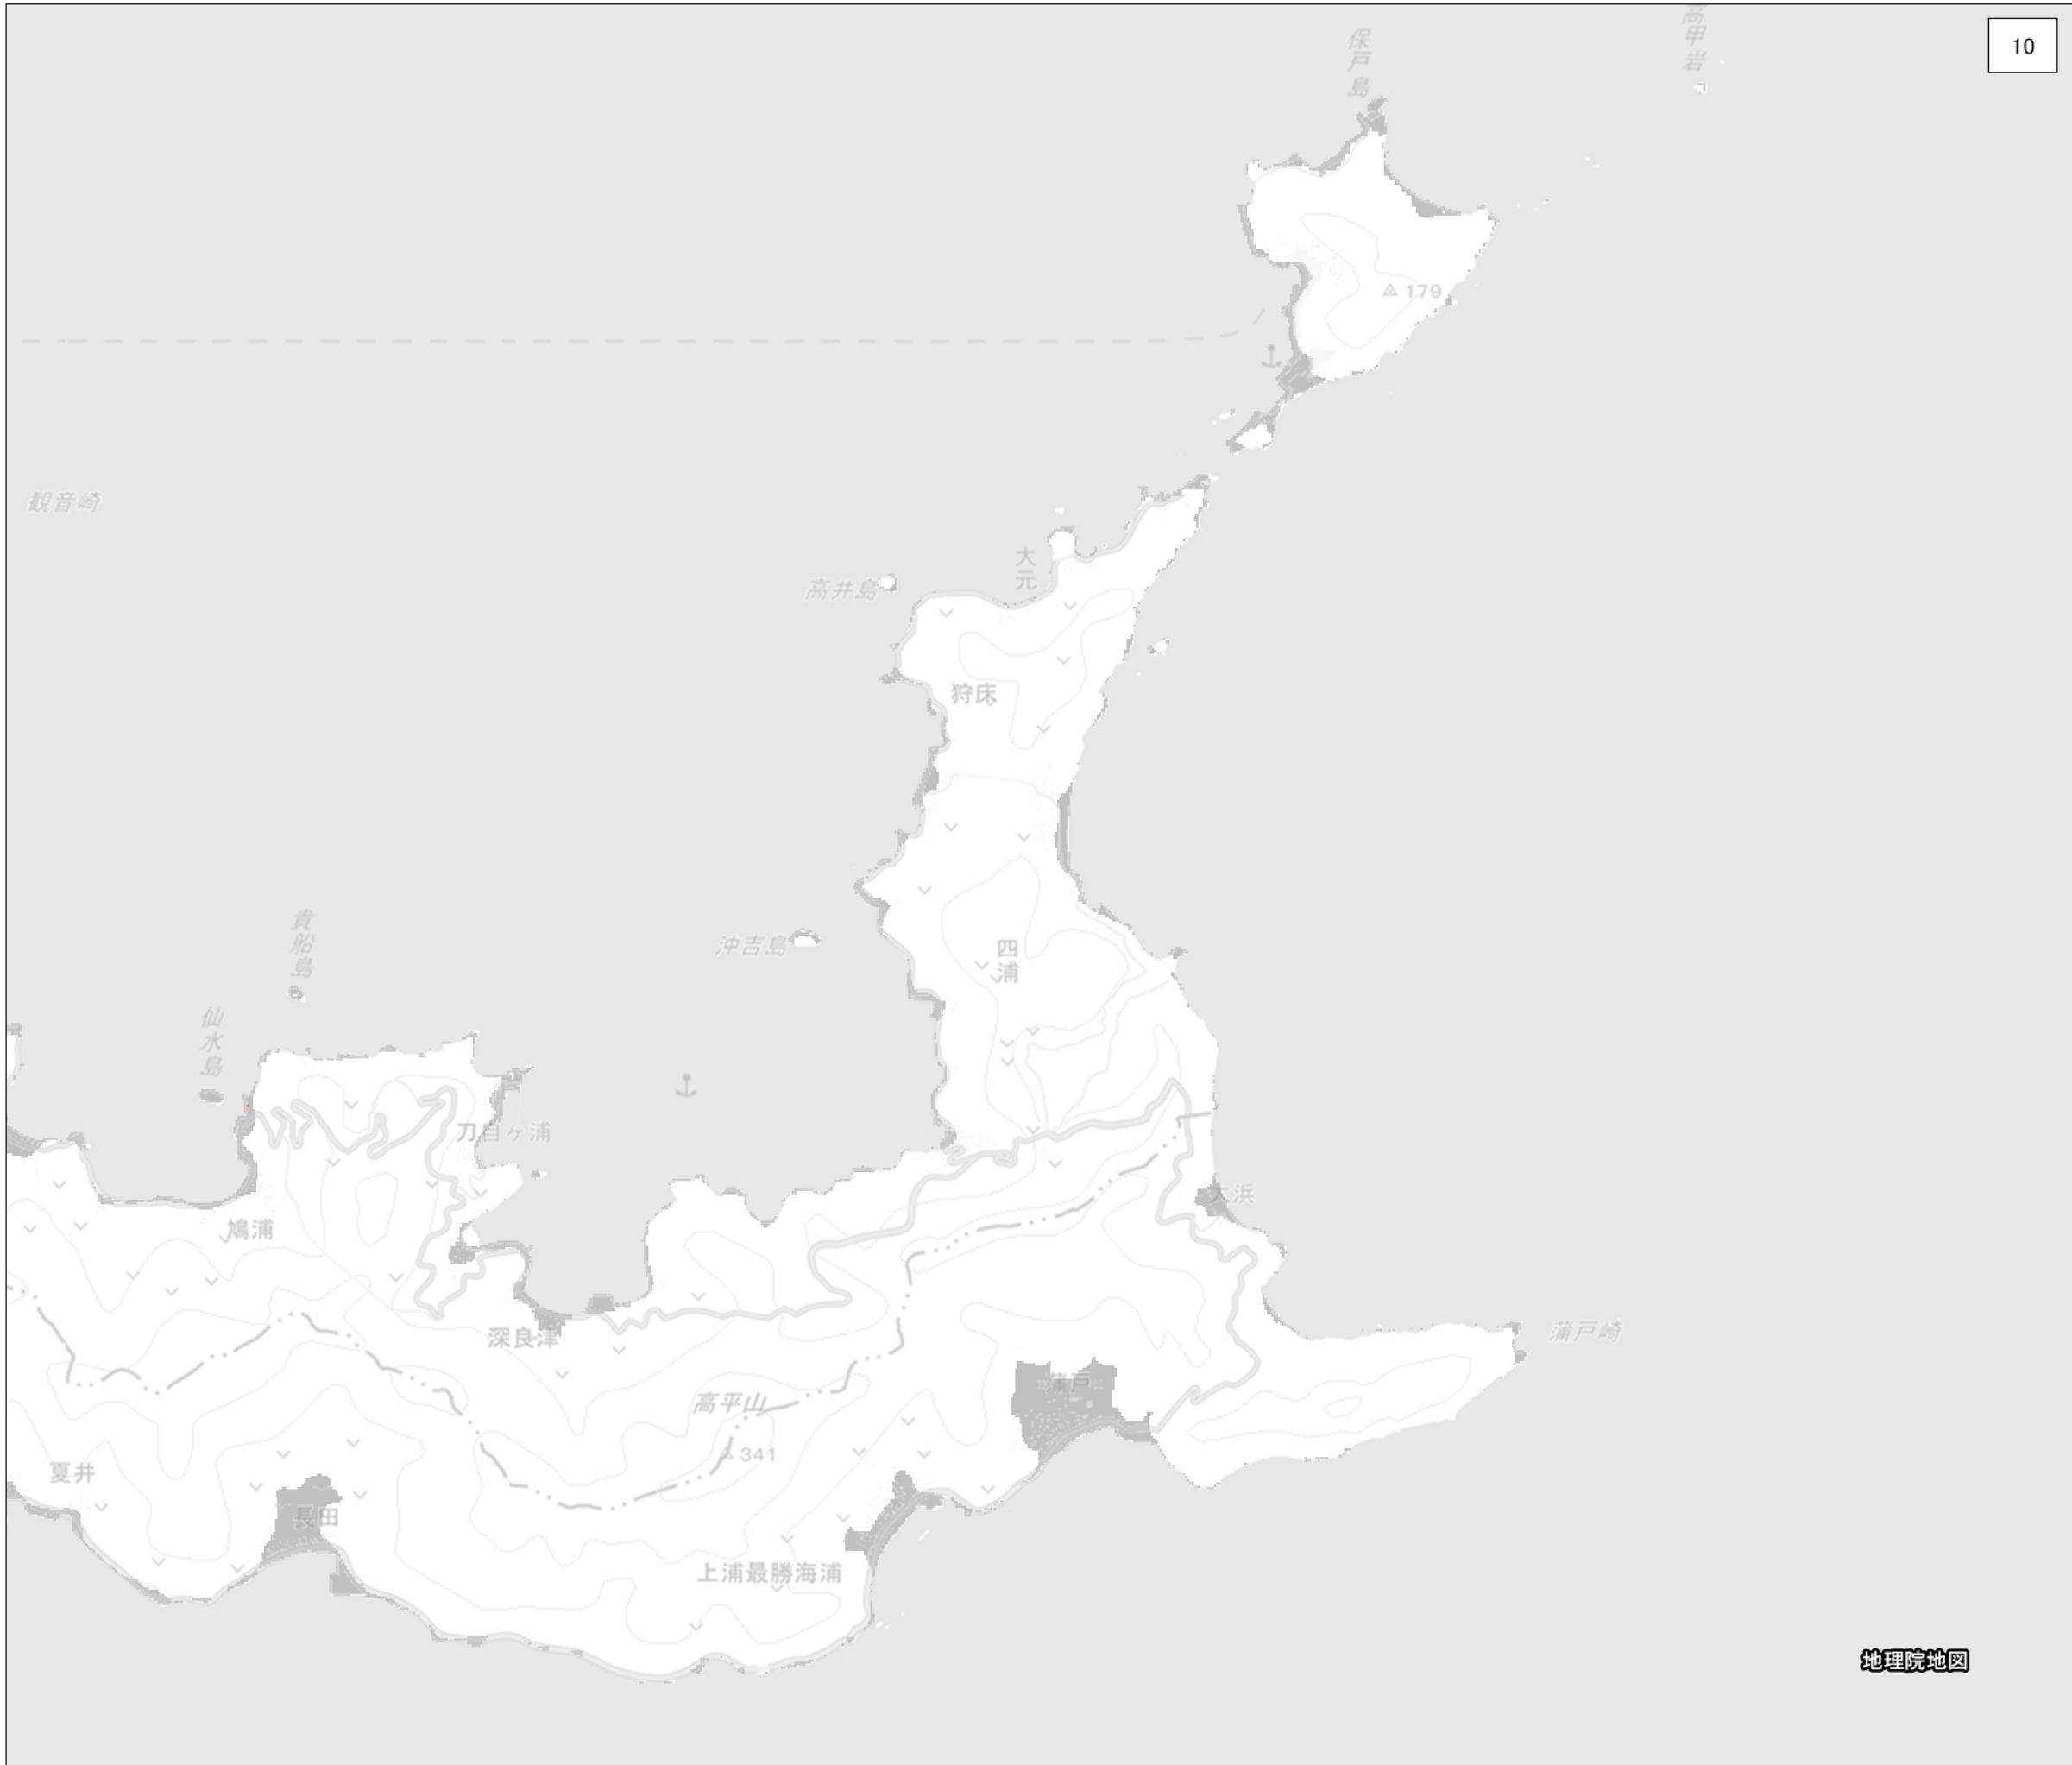 高甲岩
10
保戸島
179
観音崎
大元
高井島
狩床
貴船島
沖吉島
四浦
仙水島
刀自ヶ浦
大浜
鳩浦
蒲戸崎
深良津
蒲戸
高平山
341
夏井
長田
上浦最勝海浦
地理院地図